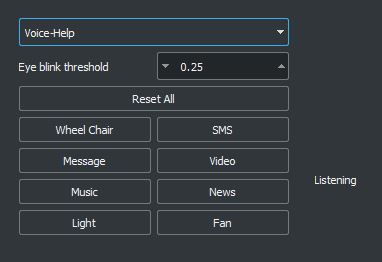 Voice-Help
Eye blink threshold 0.25
Reset All
Wheel Chair SMS
Message Video
Music News
Listening
Light Fan